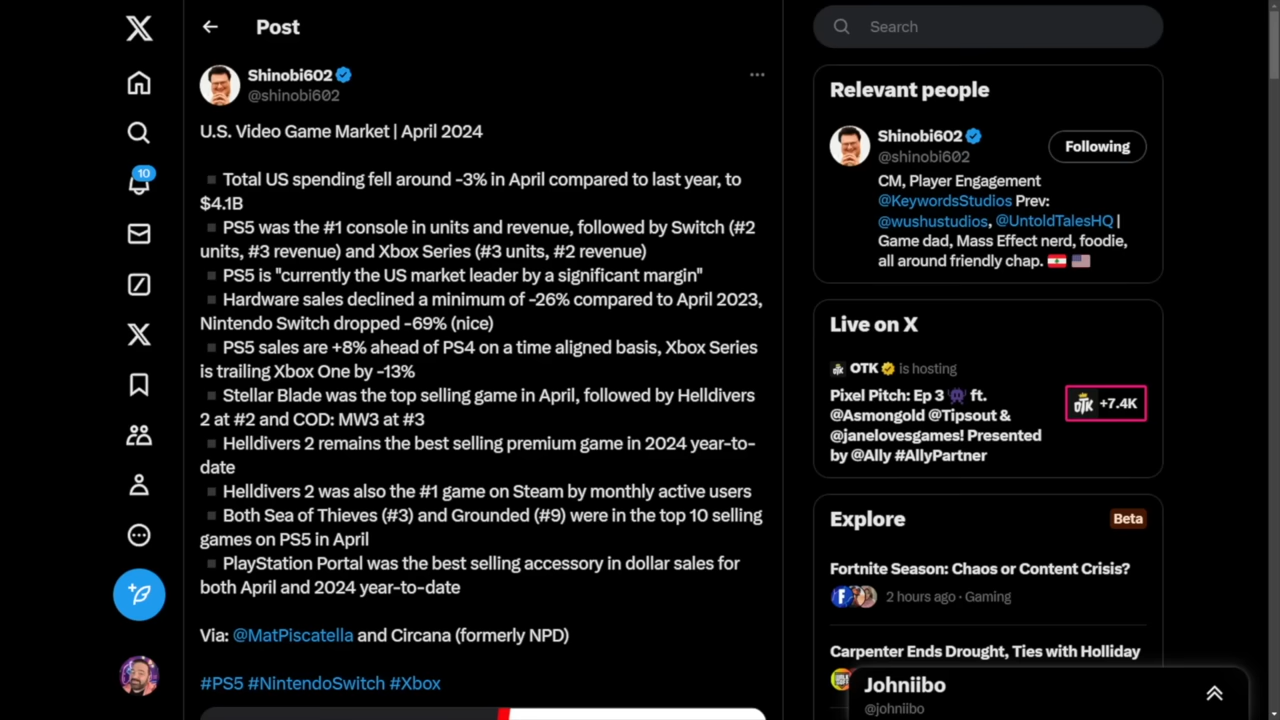 Post
Search
Shinobi602
@shinobi602
U.S. Video Game Market | April 2024
Total US spending fell around -3% in April compared to last year, to
$4.1B
PS5 was the #1 console in units and revenue, followed by Switch (#2
units, #3 revenue) and Xbox Series (#3 units, #2 revenue)
PS5 is "currently the US market leader by a significant margin"
Hardware sales declined a minimum of -26% compared to April 2023,
Nintendo Switch dropped -69% (nice)
PS5 sales are +8% ahead of PS4 on a time aligned basis, Xbox Series
is trailing Xbox One by -13%
Stellar Blade was the top selling game in April, followed by Helldivers
2 at #2 and COD: MW3 at #3
Helldivers 2 remains the best selling premium game in 2024 year-to-
date
Helldivers 2 was also the #1 game on Steam by monthly active users
Both Sea of Thieves (#3) and Grounded (#9) were in the top 10 selling
games on PS5 in April
PlayStation Portal was the best selling accessory in dollar sales for
both April and 2024 year-to-date
Via: @MatPiscatella and Circana (formerly NPD)
#PS5 #NintendoSwitch #Xbox
10
Relevant people
Shinobi602
@shinobi602
Following
CM, Player Engagement
@KeywordsStudios Prev:
@wushustudios, @UntoldTalesHQ |
Game dad, Mass Effect nerd, foodie,
all around friendly chap.
Live on X
OTK is hosting
Pixel Pitch: Ep 3 ft.
@Asmongold @Tipsout &
@janelovesgames! Presented
by @Ally #AllyPartner
OTK +7.4K
Explore
Beta
Fortnite Season: Chaos or Content Crisis?
2 hours ago · Gaming
Carpenter Ends Drought, Ties with Holliday
Johniibo
@johniibo